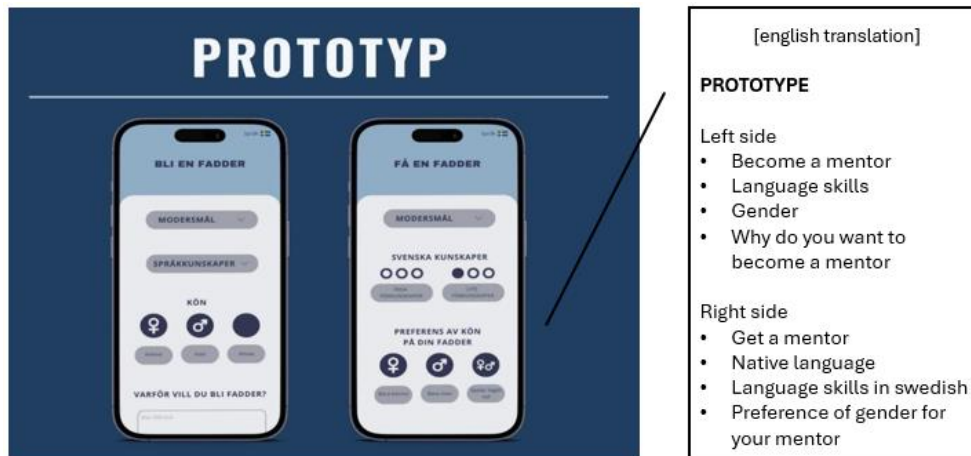 PROTOTYP
BLI EN FADDER
MODERSMÅL
SPRÅKKUNSKAPER
KÖN
VARFÖR VILL DU BLI FADDER?
FÅ EN FADDER
MODERSMÅL
SVENSKA KUNSKAPER
PREFERENS AV KÖN
PÅ DIN FADDER
[english translation]
PROTOTYPE
Left side
• Become a mentor
• Language skills
• Gender
• Why do you want to
become a mentor
Right side
• Get a mentor
• Native language
• Language skills in swedish
• Preference of gender for
your mentor